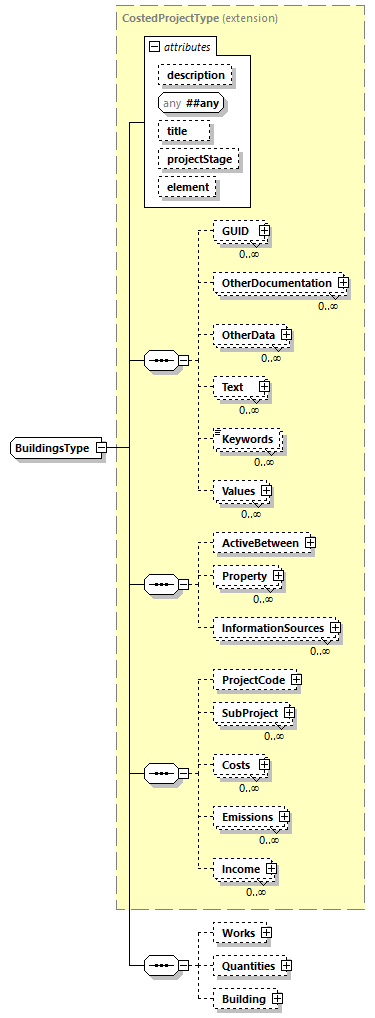 CostedProjectType (extension)
attributes
description
any ##any
title
projectStage
element
GUID
0..∞
OtherDocumentation
0..∞
OtherData
0..∞
Text
0..∞
Keywords
0..∞
BuildingsType
Values
0..∞
ActiveBetween
Property
0..∞
InformationSources
0..∞
ProjectCode
SubProject
0..∞
Costs
0..∞
Emissions
0..∞
Income
0..∞
Works
Quantities
Building